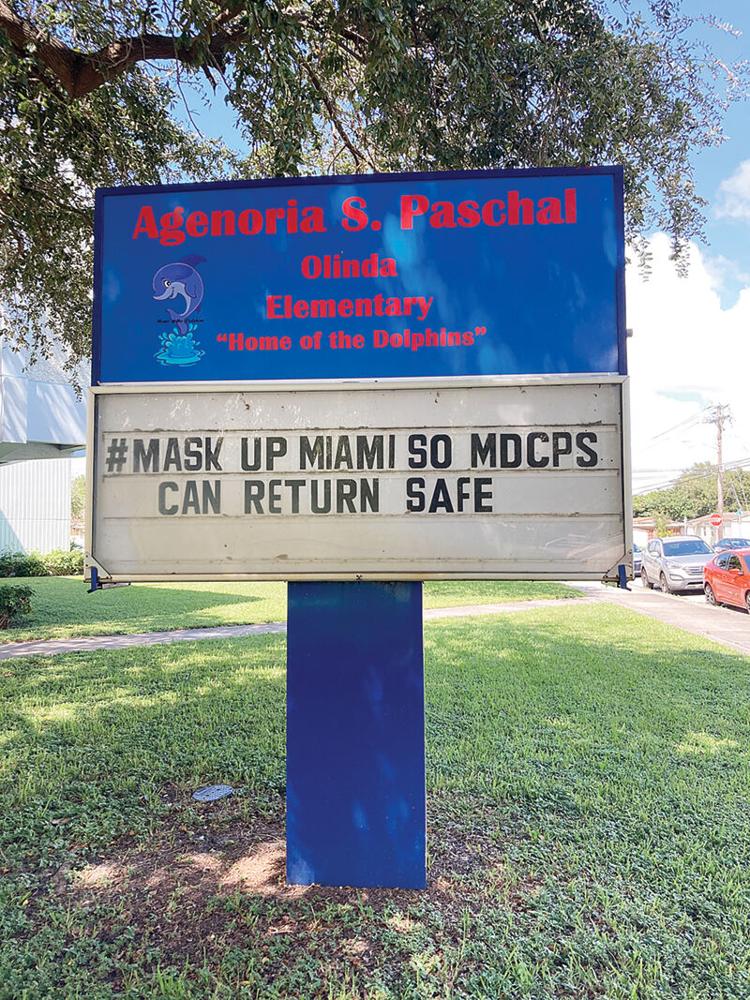 Agenoria S. Paschal
Olinda
Elementary
“Home of the Dolphins”
#MASK UP MIAMI SO MDCPS
CAN RETURN SAFE